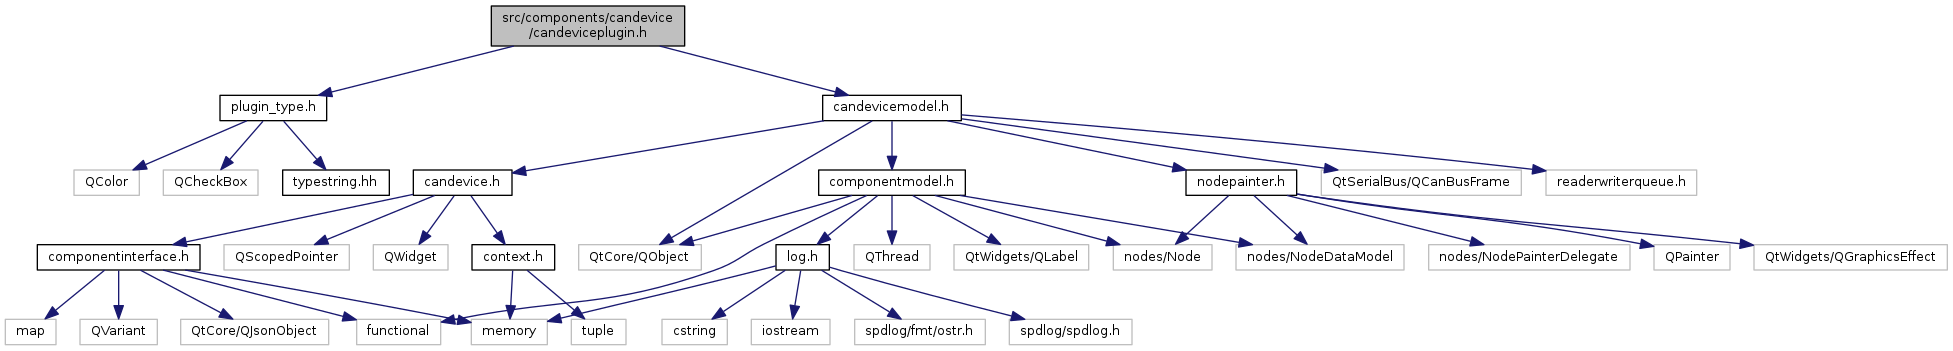 src/components/candevice
/candeviceplugin.h
plugin_type.h
candevicemodel.h
QColor
QCheckBox
typestring.hh
candevice.h
componentmodel.h
nodepainter.h
QtSerialBus/QCanBusFrame
readerwriterqueue.h
componentinterface.h
QScopedPointer
QWidget
context.h
QtCore/QObject
log.h
QThread
QtWidgets/QLabel
nodes/Node
nodes/NodeDataModel
nodes/NodePainterDelegate
QPainter
QtWidgets/QGraphicsEffect
map
QVariant
QtCore/QJsonObject
functional
memory
tuple
cstring
iostream
spdlog/fmt/ostr.h
spdlog/spdlog.h